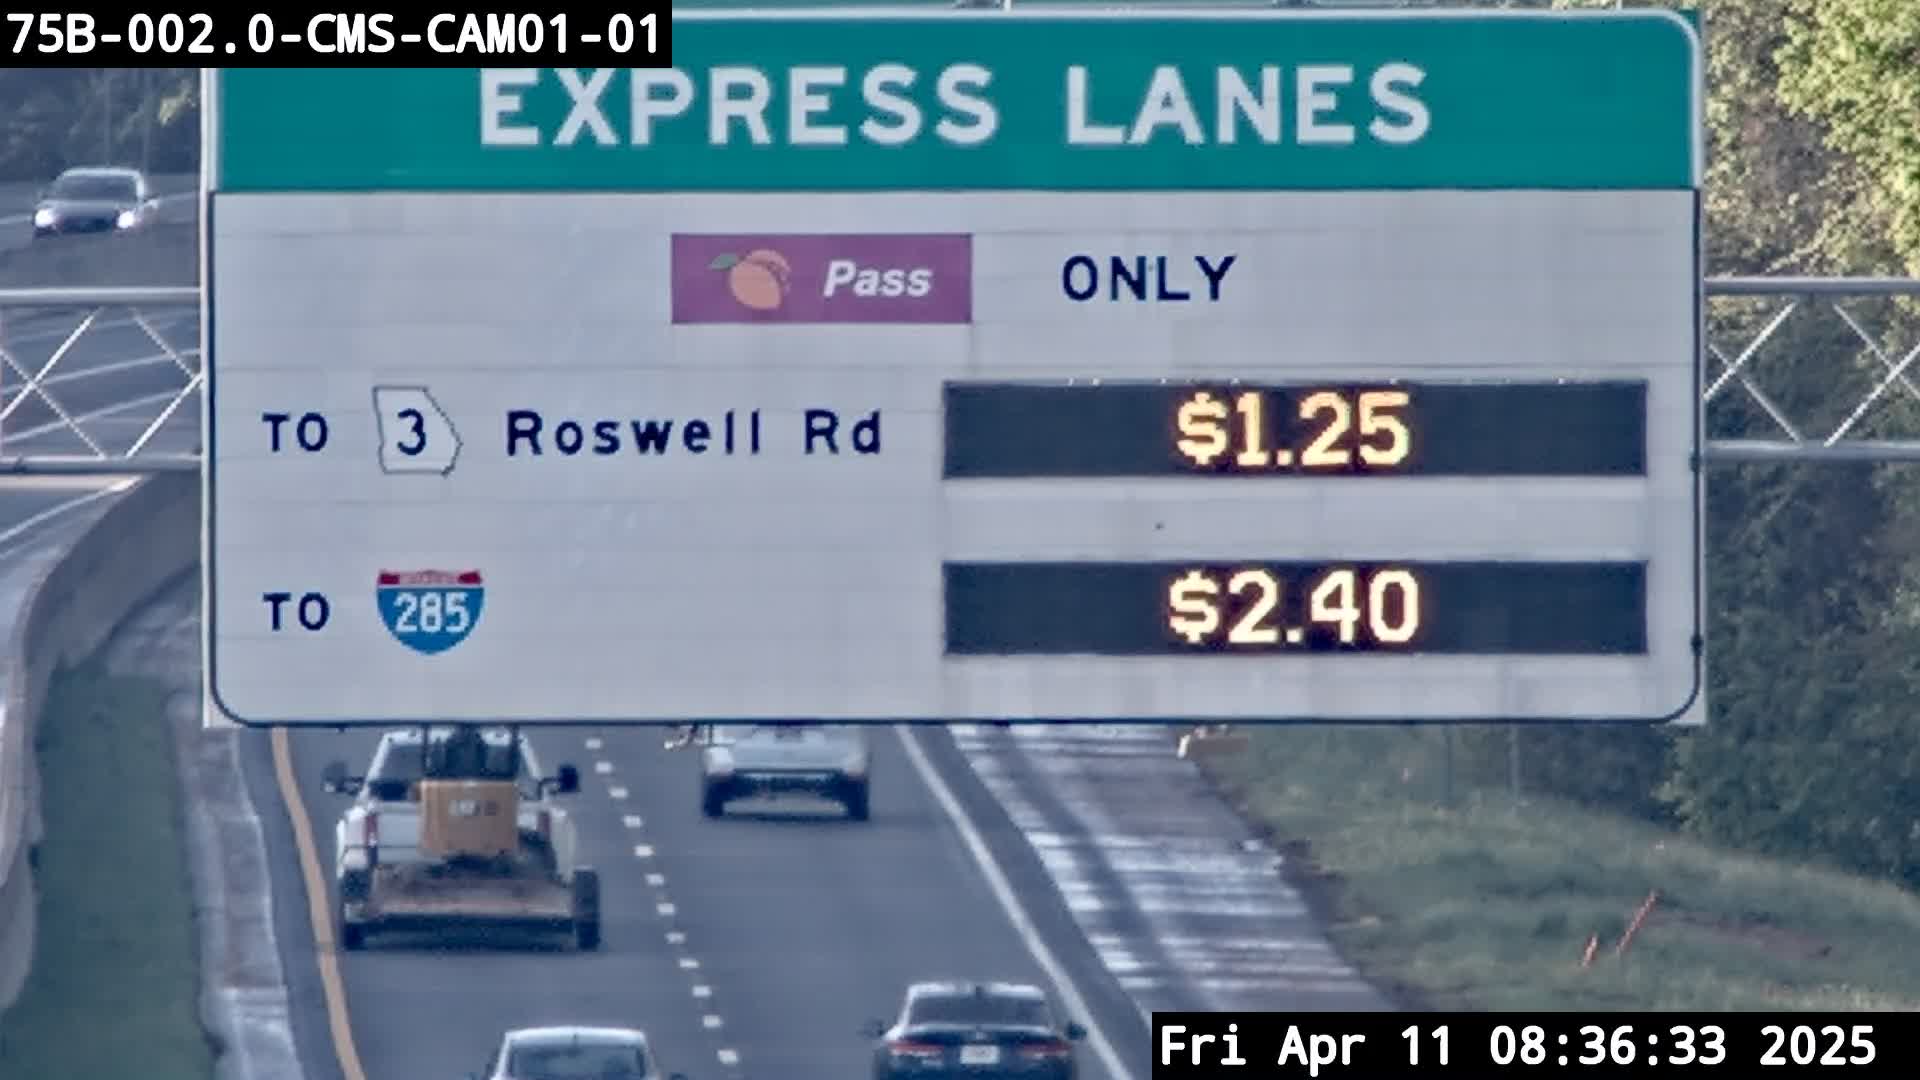 75B-002.0-CMS-CAM01-01
EXPRESS LANES
Pass ONLY
TO 3 Roswell Rd $1.25
TO 285 $2.40
Fri Apr 11 08:36:33 2025